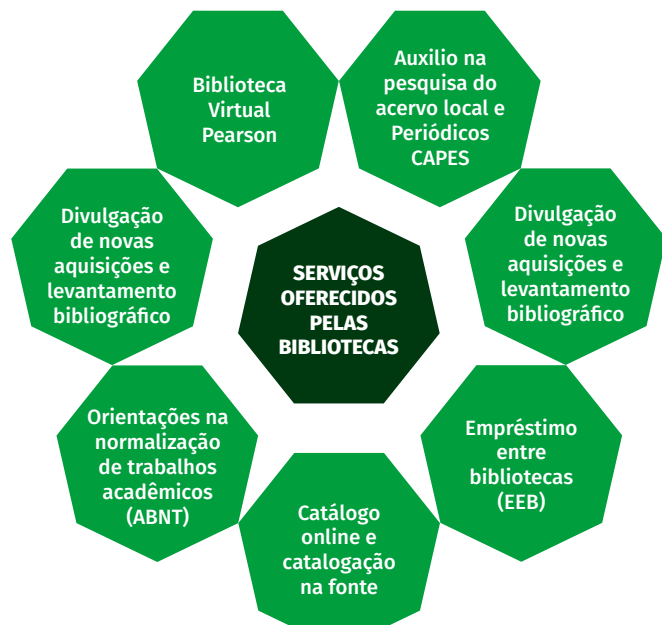 Biblioteca
Virtual
Pearson
Auxilio na
pesquisa do
acervo local e
Periódicos
CAPES
Divulgação
de novas
aquisições e
levantamento
bibliográfico
SERVIÇOS
OFERECIDOS
PELAS
BIBLIOTECAS
Divulgação
de novas
aquisições e
levantamento
bibliográfico
Orientações na
normalização
de trabalhos
acadêmicos
(ABNT)
Empréstimo
entre
bibliotecas
(EEB)
Catálogo
online e
catalogação
na fonte